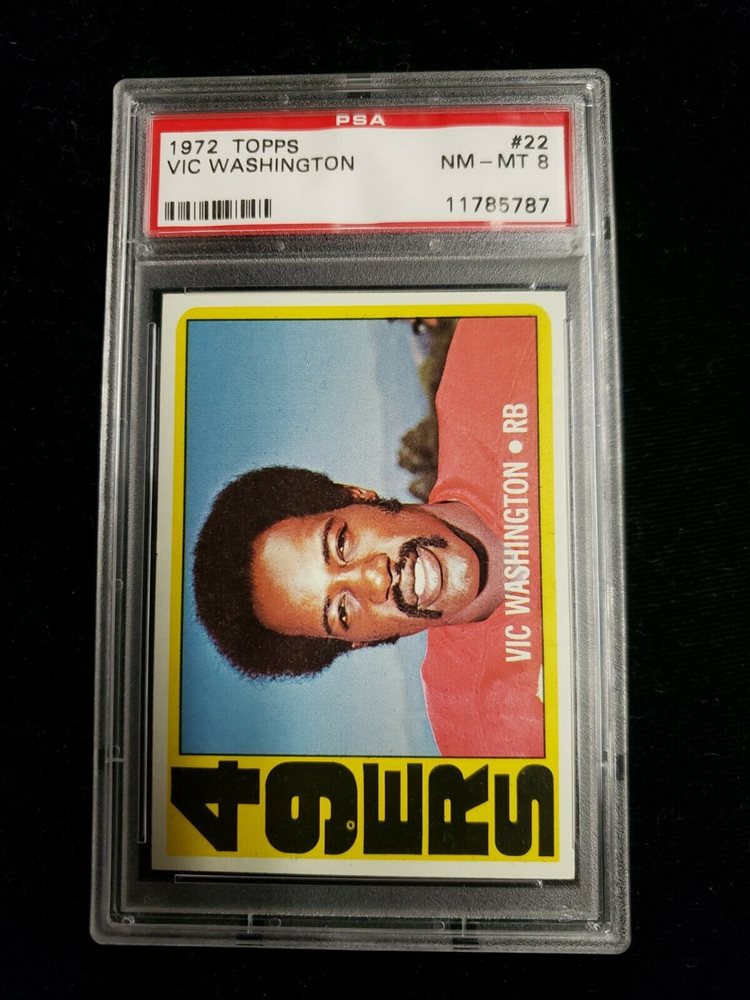 PSA
1972 TOPPS #22
VIC WASHINGTON NM-MT 8
11785787
49ERS
VIC WASHINGTON • RB